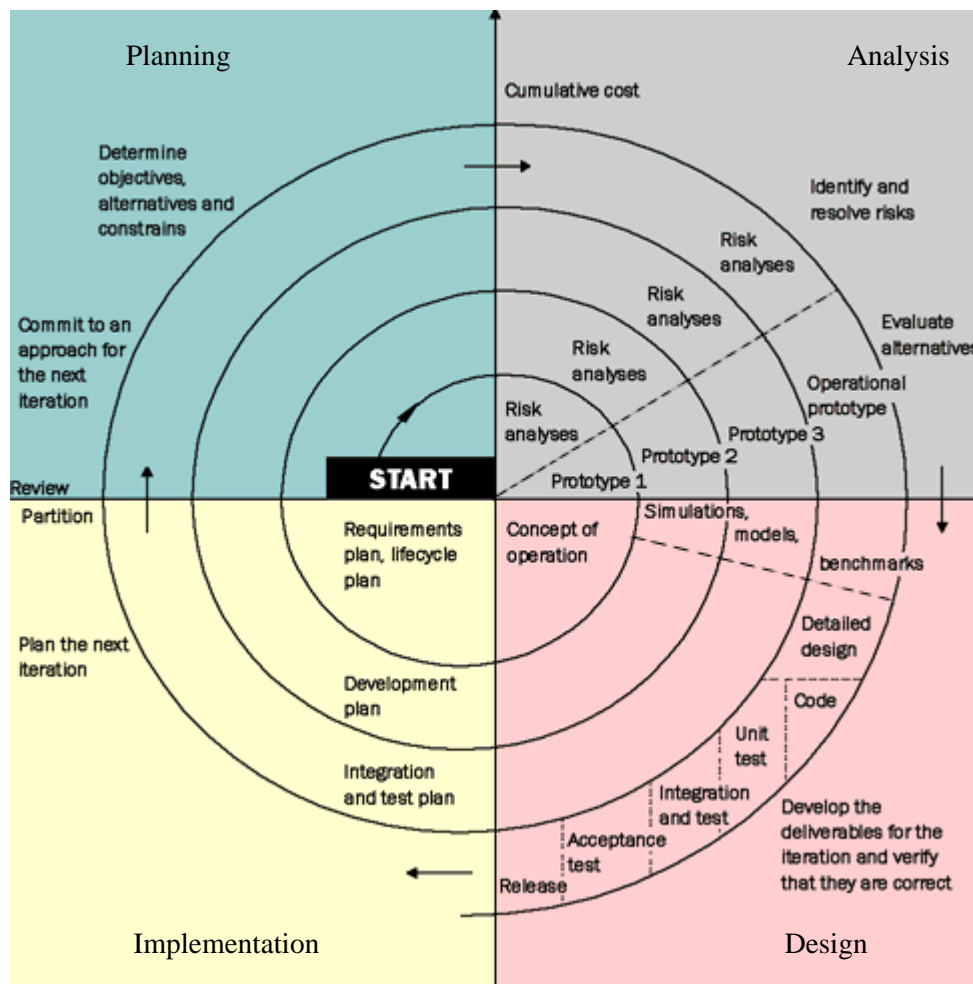 Planning
Analysis
Cumulative cost
Determine
objectives,
alternatives and
constrains
Identify and
resolve risks
Risk
analyses
Risk
analyses
Risk
analyses
Risk
analyses
Commit to an
approach for
the next
iteration
Evaluate
alternatives
Operational
prototype
Prototype 3
Prototype 2
Prototype 1
START
Review
Partition
Requirements
plan, lifecycle
plan
Concept of
operation
Simulations,
models,
benchmarks
Plan the next
iteration
Development
plan
Integration
and test plan
Detailed
design
Code
Unit
test
Integration
and test
Acceptance
test
Release
Develop the
deliverables for the
iteration and verify
that they are correct
Implementation
Design